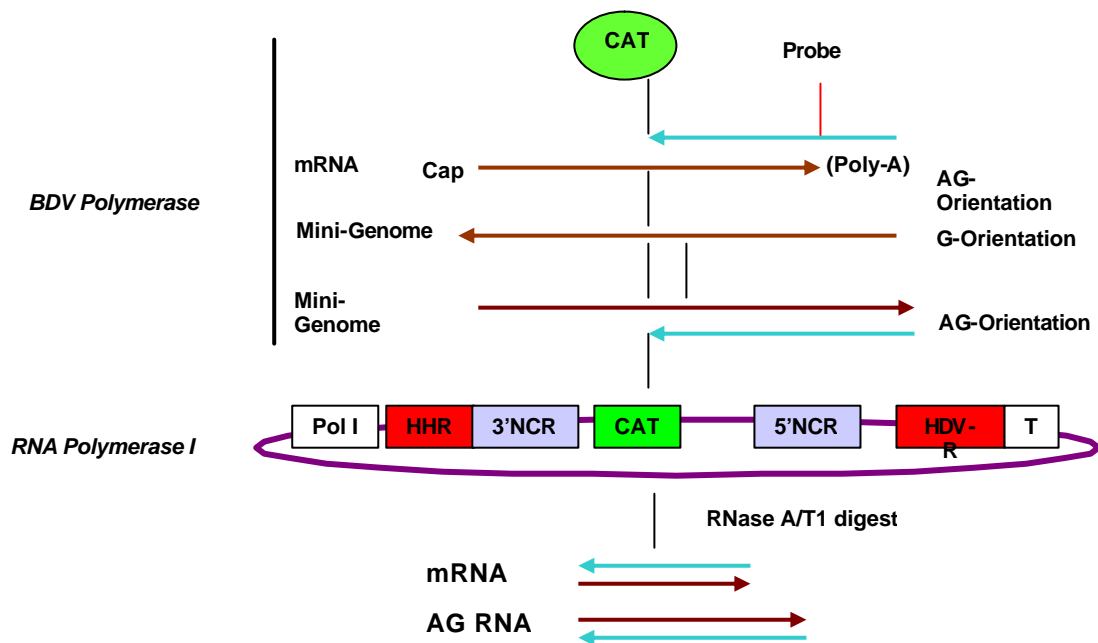 CAT
Probe
mRNA
Cap
(Poly-A)
AG-
Orientation
BDV Polymerase
Mini-Genome
G-Orientation
Mini-
Genome
AG-Orientation
RNA Polymerase I
Pol I
HHR
3’NCR
CAT
5’NCR
HDV-
R
T
RNase A/T1 digest
mRNA
AG RNA